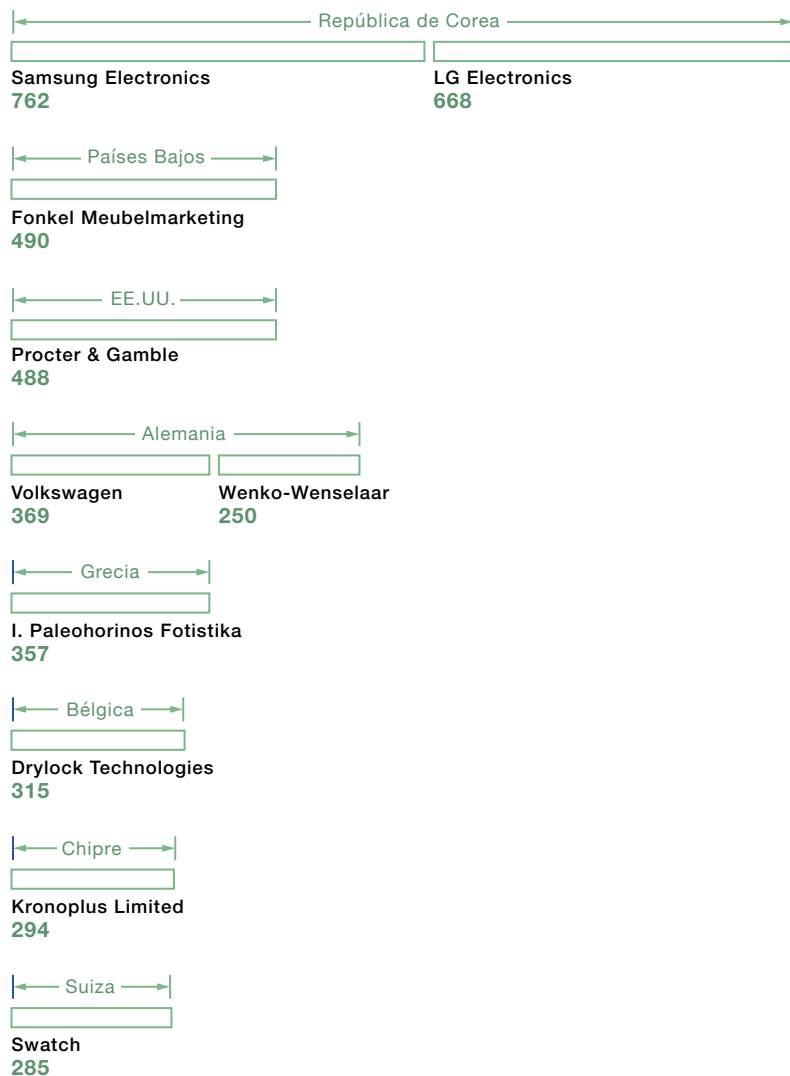 República de Corea
Samsung Electronics LG Electronics
762 668
Países Bajos
Fonkel Meubelmarketing
490
EE.UU.
Procter & Gamble
488
Alemania
Volkswagen Wenko-Wenselaar
369 250
Grecia
I. Paleohorinos Fotistika
357
Bélgica
Drylock Technologies
315
Chipre
Kronoplus Limited
294
Suiza
Swatch
285